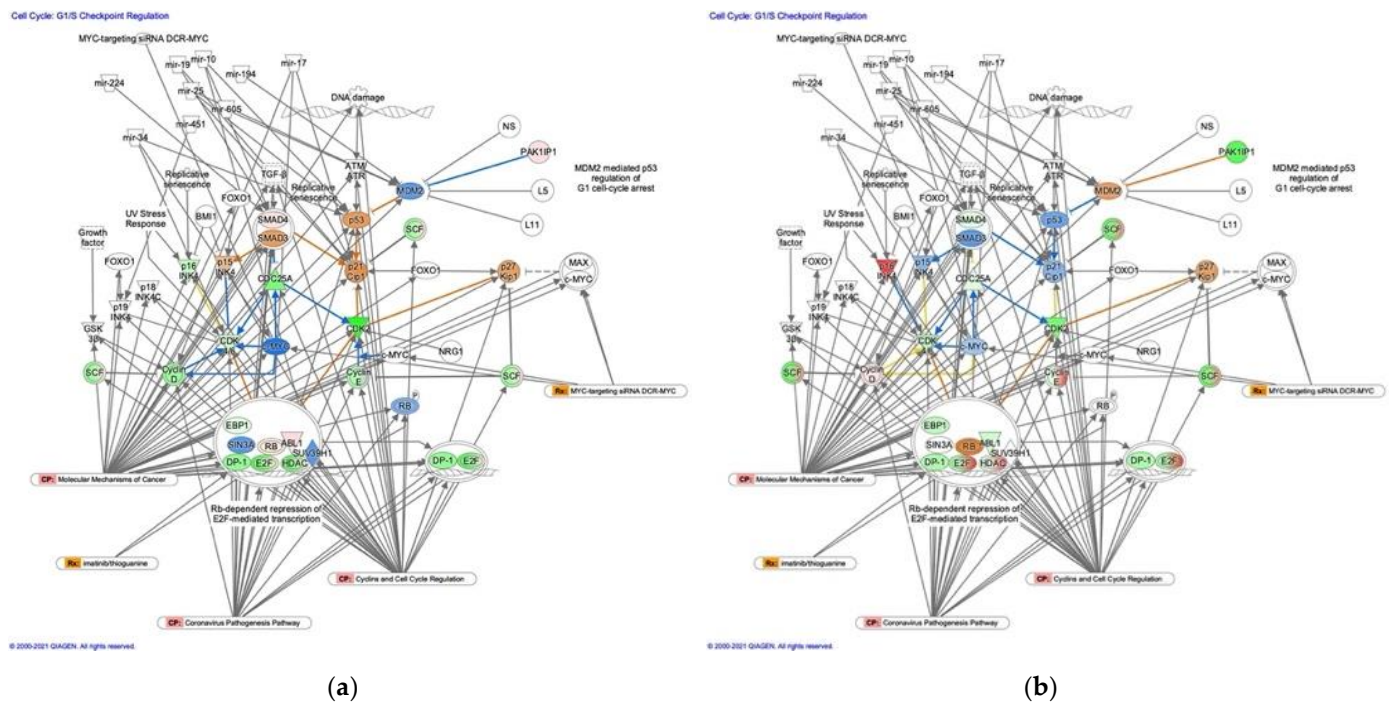 Cell Cycle: G1/S Checkpoint Regulation
MYC-targeting siRNA DCR-MYC
mir-19
mir-10
mir-17
mir-224
mir-194
mir-25
mir-605
DNA damage
mir-451
mir-34
NS
PAK1IP1
Replicative
senescence
TGF-β
ATM/
ATR
MDM2 mediated p53
regulation of
G1 cell-cycle arrest
Replicative
senescence
MDM2
L5
FOXO1
UV Stress
Response
BMI1
SMAD4
p53
L11
Growth
factor
SMAD3
SCF
FOXO1
p16
INK4
p15
INK4
CDC25A
p21
Cip1
FOXO1
p27
Kip1
MAX
c-MYC
p18
INK4C
p19
INK4
GSK
3β
CDK
4/6
c-MYC
CDK2
c-MYC
NRG1
SCF
Cyclin
D
Cyclin
E
SCF
Rx: MYC-targeting siRNA DCR-MYC
RB
P
EBP1
SIN3A
RB
ABL1
SUV39H1
DP-1
E2F
HDAC
DP-1
E2F
CP: Molecular Mechanisms of Cancer
Rb-dependent repression of
E2F-mediated transcription
Rx: imatinib/thioguanine
CP: Cyclins and Cell Cycle Regulation
CP: Coronavirus Pathogenesis Pathway
© 2000-2021 QIAGEN. All rights reserved.
(a)
Cell Cycle: G1/S Checkpoint Regulation
MYC-targeting siRNA DCR-MYC
mir-19
mir-10
mir-17
mir-224
mir-194
mir-25
mir-605
DNA damage
mir-451
mir-34
NS
PAK1IP1
Replicative
senescence
TGF-β
ATM/
ATR
MDM2 mediated p53
regulation of
G1 cell-cycle arrest
Replicative
senescence
MDM2
L5
FOXO1
UV Stress
Response
BMI1
SMAD4
p53
L11
Growth
factor
SMAD3
SCF
FOXO1
p16
INK4
p15
INK4
CDC25A
p21
Cip1
FOXO1
p27
Kip1
MAX
c-MYC
p18
INK4C
p19
INK4
GSK
3β
CDK
c-MYC
CDK2
c-MYC
NRG1
SCF
Cyclin
D
Cyclin
E
SCF
Rx: MYC-targeting siRNA DCR-MYC
RB
P
EBP1
SIN3A
RB
ABL1
SUV39H1
DP-1
E2F
HDAC
DP-1
E2F
CP: Molecular Mechanisms of Cancer
Rb-dependent repression of
E2F-mediated transcription
Rx: imatinib/thioguanine
CP: Cyclins and Cell Cycle Regulation
CP: Coronavirus Pathogenesis Pathway
© 2000-2021 QIAGEN. All rights reserved.
(b)